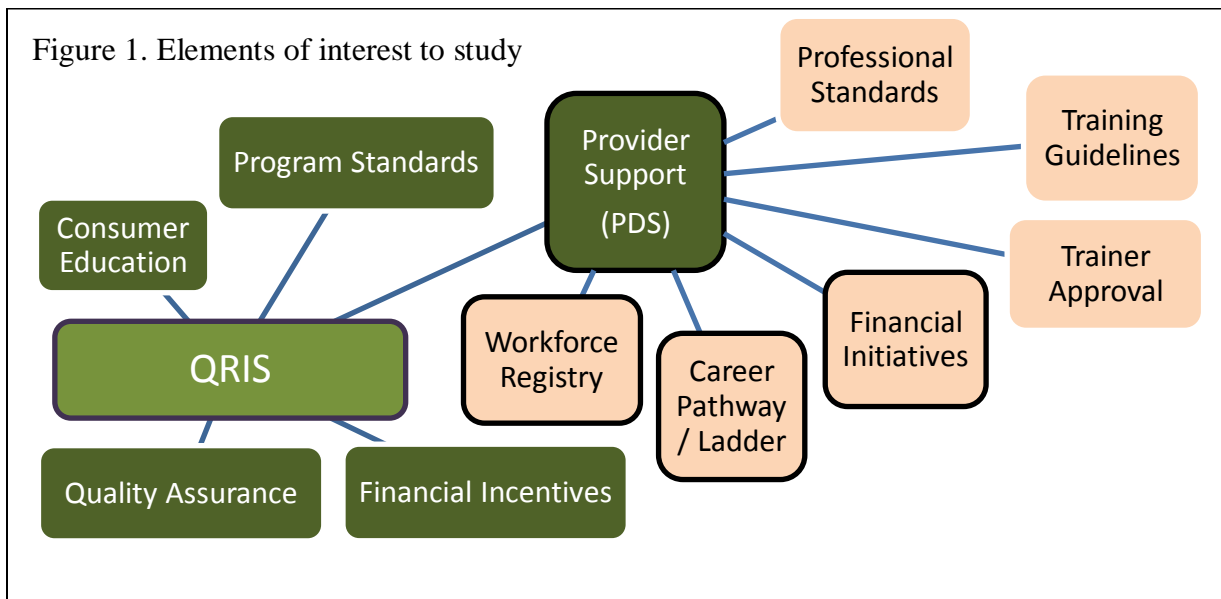 Figure 1. Elements of interest to study
Professional
Standards
Training
Guidelines
Provider
Support
(PDS)
Program Standards
Consumer
Education
Trainer
Approval
Financial
Initiatives
Workforce
Registry
Career
Pathway
/ Ladder
QRIS
Quality Assurance
Financial Incentives